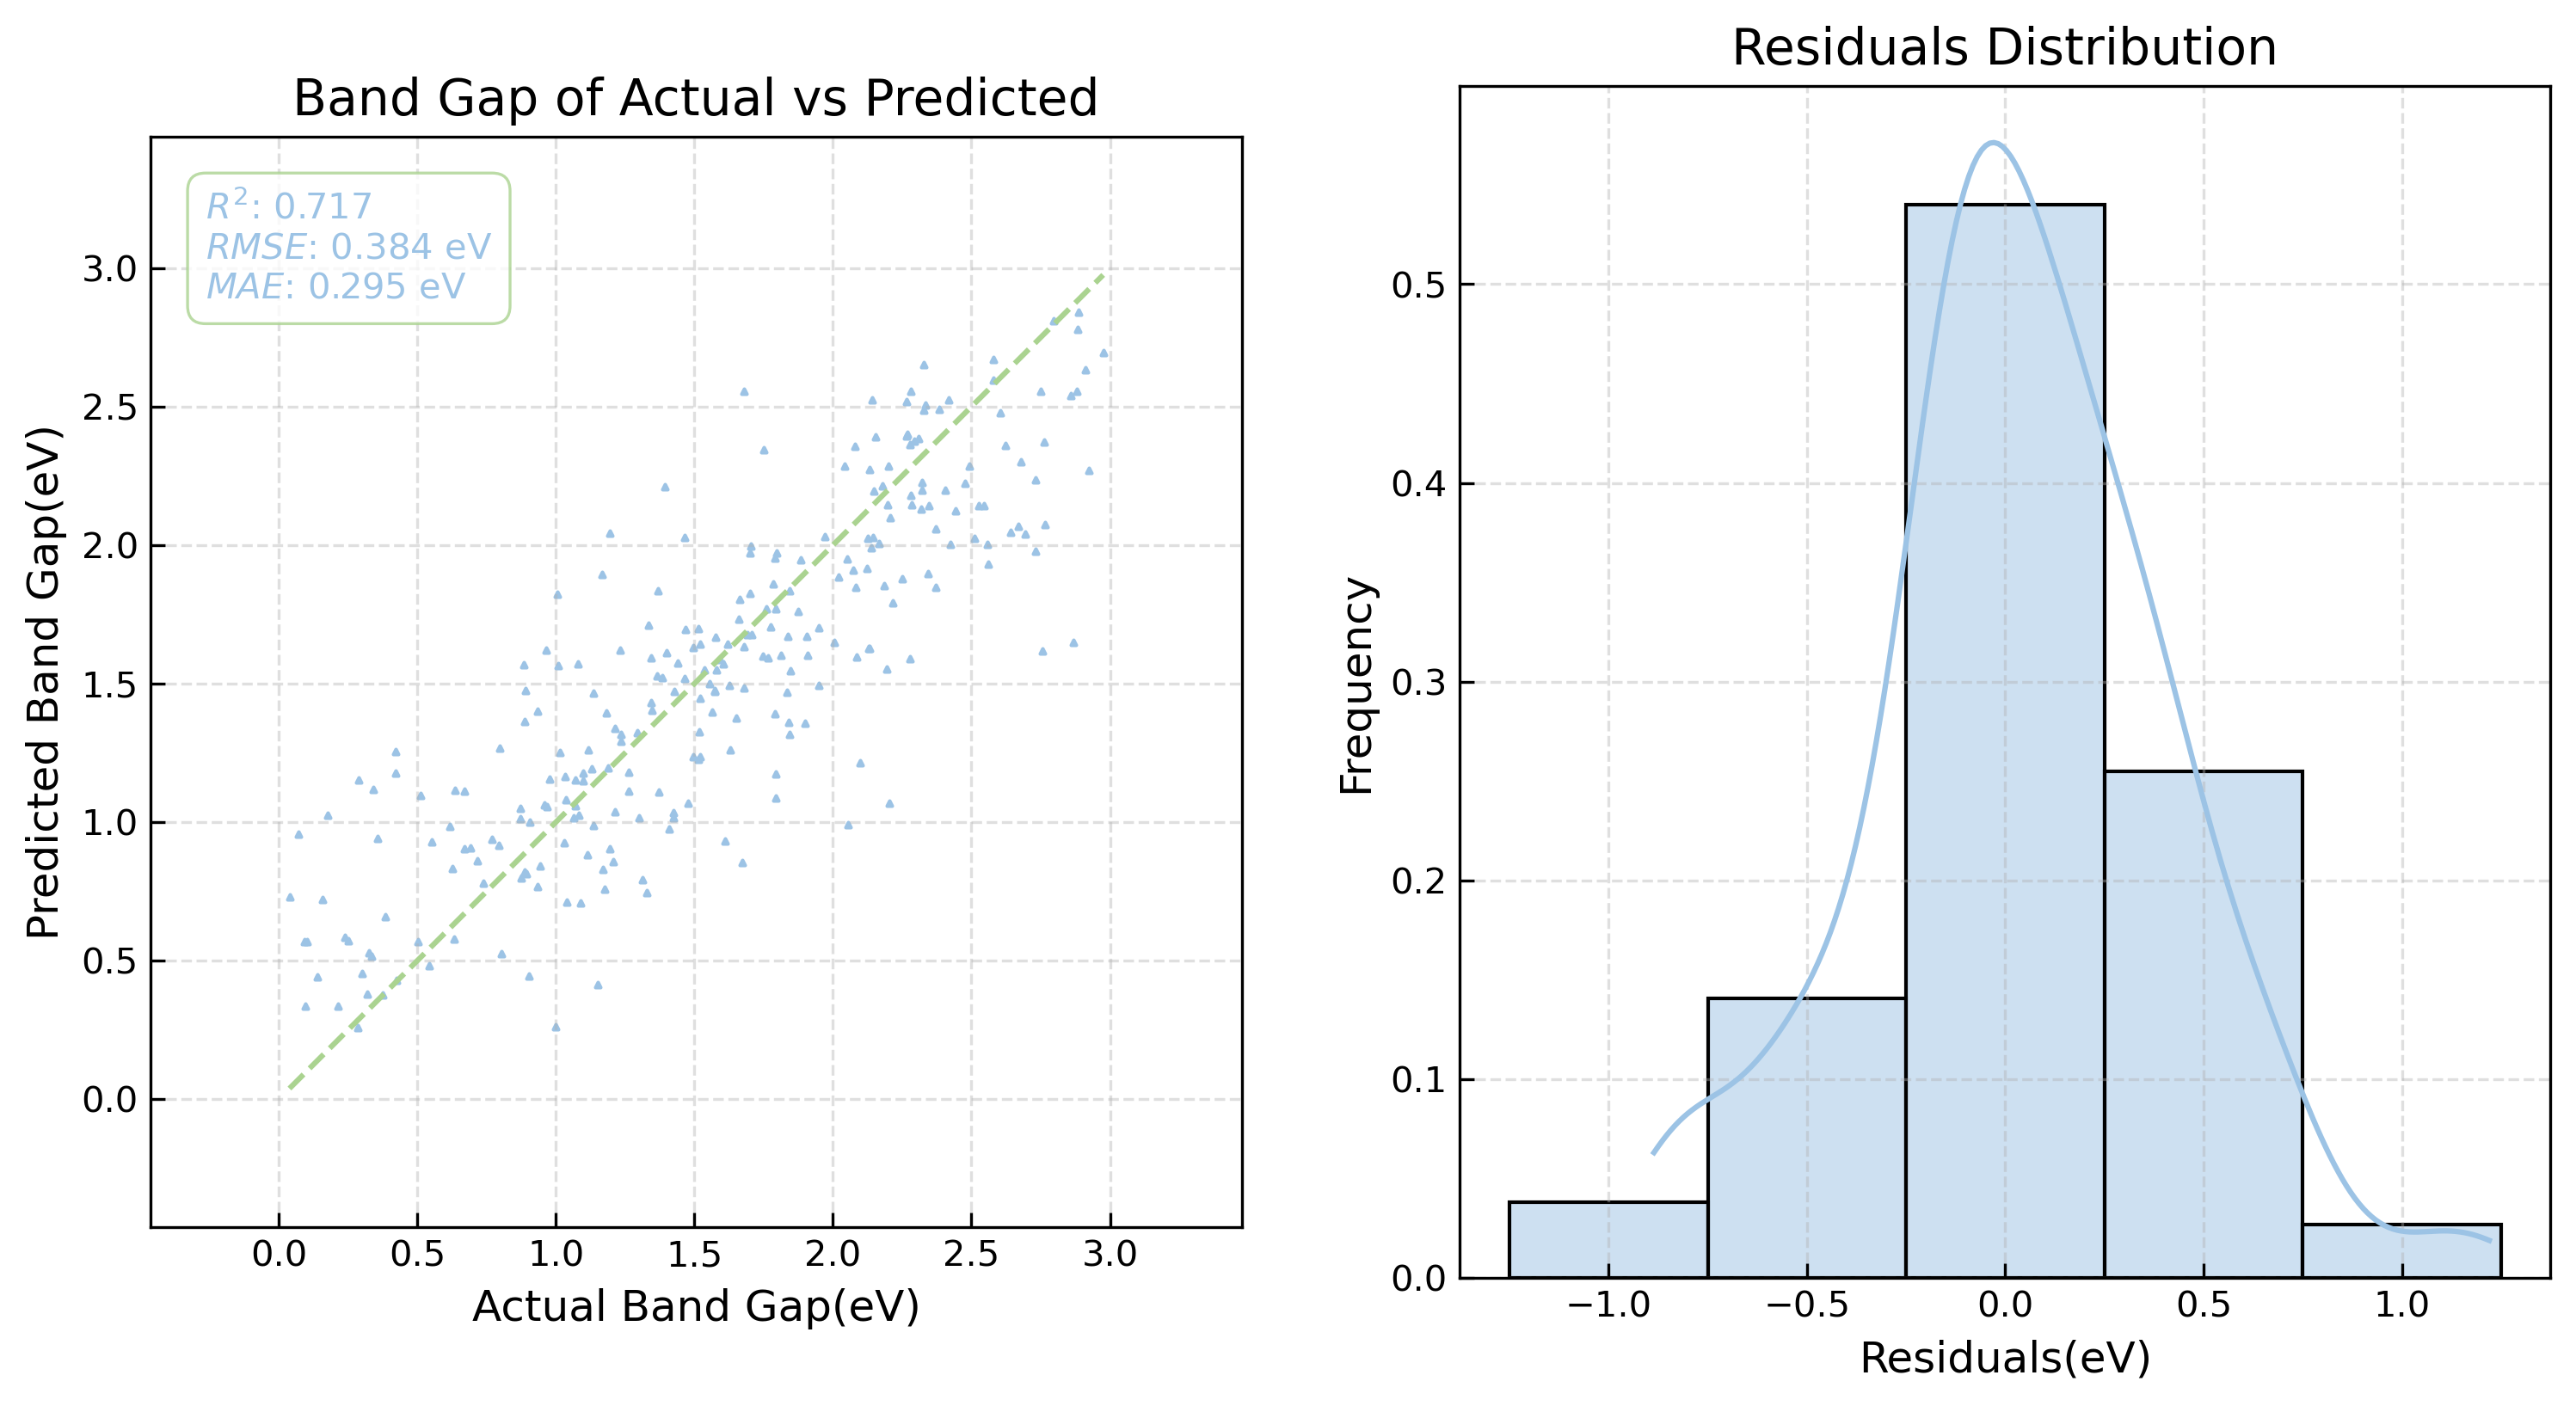 Band Gap of Actual vs Predicted
R²: 0.717
RMSE: 0.384 eV
MAE: 0.295 eV
3.0
2.5
2.0
1.5
1.0
0.5
0.0
Predicted Band Gap(eV)
0.0 0.5 1.0 1.5 2.0 2.5 3.0
Actual Band Gap(eV)
Residuals Distribution
0.5
0.4
0.3
0.2
0.1
0.0
Frequency
−1.0 −0.5 0.0 0.5 1.0
Residuals(eV)